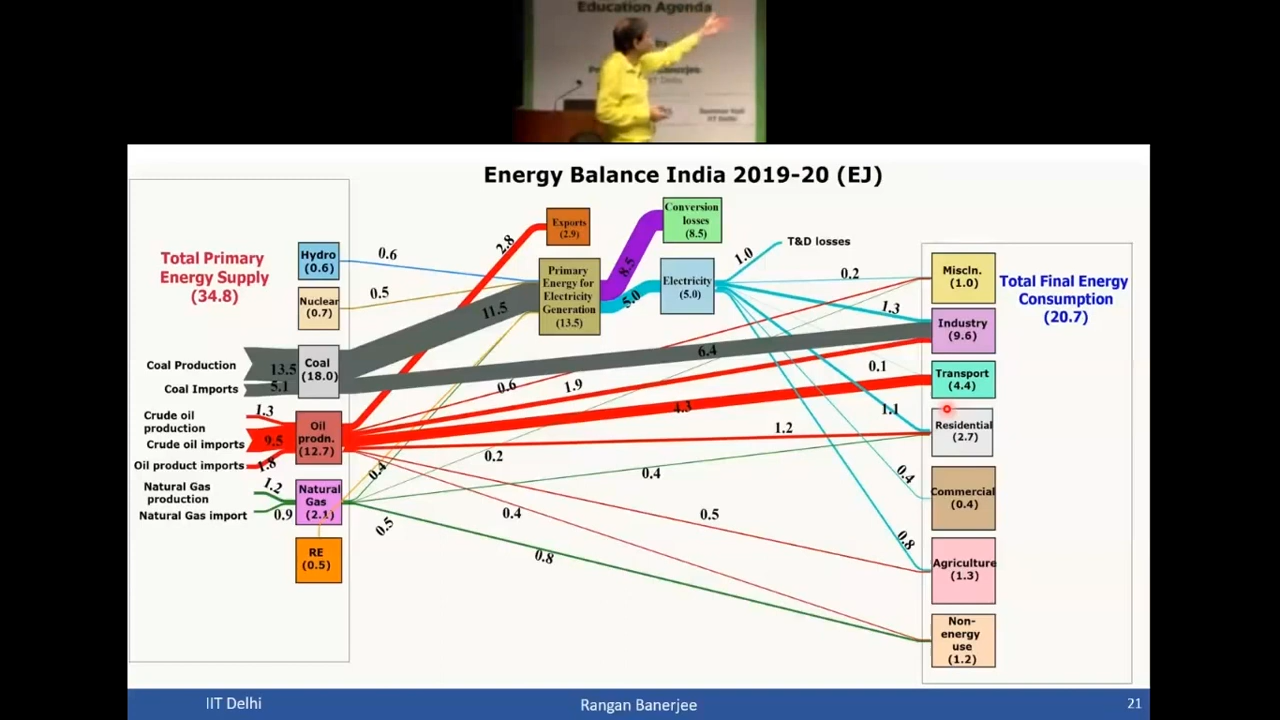 Education Agenda
IIT Delhi
Energy Balance India 2019-20 (EJ)
Total Primary
Energy Supply
(34.8)
Hydro
(0.6)
0.6
Nuclear
(0.7)
0.5
Coal Production
13.5
Coal Imports
5.1
Coal
(18.0)
11.5
Crude oil
production
1.3
Crude oil imports
9.5
Oil product imports
1.8
Oil
prodn.
(12.7)
2.8
Natural Gas
production
1.2
Natural Gas import
0.9
Natural
Gas
(2.1)
RE
(0.5)
Exports
(2.9)
Primary
Energy for
Electricity
Generation
(13.5)
Conversion
losses
(8.5)
8.5
5.0
Electricity
(5.0)
1.0
T&D losses
0.2
1.3
6.4
0.1
0.6
1.9
4.3
1.1
1.2
0.2
0.4
0.4
0.4
0.5
0.4
0.5
0.8
0.8
Total Final Energy
Consumption
(20.7)
Miscln.
(1.0)
Industry
(9.6)
Transport
(4.4)
Residential
(2.7)
Commercial
(0.4)
Agriculture
(1.3)
Non-
energy
use
(1.2)
IIT Delhi
Rangan Banerjee
21